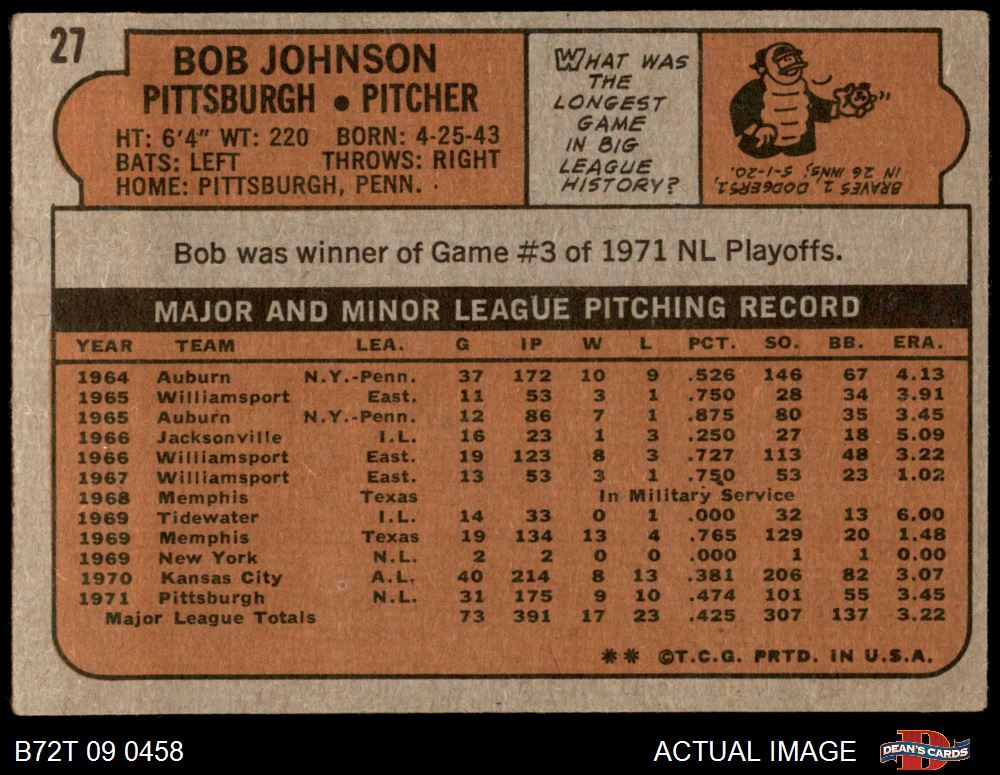 27
BOB JOHNSON
PITTSBURGH • PITCHER
HT: 6'4" WT: 220 BORN: 4-25-43
BATS: LEFT THROWS: RIGHT
HOME: PITTSBURGH, PENN.
WHAT WAS
THE
LONGEST
GAME
IN BIG
LEAGUE
HISTORY?
BRAVES 1, DODGERS 1,
IN 26 INNS; 5-1-20.
Bob was winner of Game #3 of 1971 NL Playoffs.
MAJOR AND MINOR LEAGUE PITCHING RECORD
YEAR TEAM LEA. G IP W L PCT. SO. BB. ERA.
1964 Auburn N.Y.-Penn. 37 172 10 9 .526 146 67 4.13
1965 Williamsport East. 11 53 3 1 .750 28 34 3.91
1965 Auburn N.Y.-Penn. 12 86 7 1 .875 80 35 3.45
1966 Jacksonville I.L. 16 23 1 3 .250 27 18 5.09
1966 Williamsport East. 19 123 8 3 .727 113 48 3.22
1967 Williamsport East. 13 53 3 1 .750 53 23 1.02
1968 Memphis Texas In Military Service
1969 Tidewater I.L. 14 33 0 1 .000 32 13 6.00
1969 Memphis Texas 19 134 13 4 .765 129 20 1.48
1969 New York N.L. 2 2 0 0 .000 1 1 0.00
1970 Kansas City A.L. 40 214 8 13 .381 206 82 3.07
1971 Pittsburgh N.L. 31 175 9 10 .474 101 55 3.45
Major League Totals 73 391 17 23 .425 307 137 3.22
** ©T.C.G. PRTD. IN U.S.A.
B72T 09 0458 ACTUAL IMAGE
DEAN'S CARDS